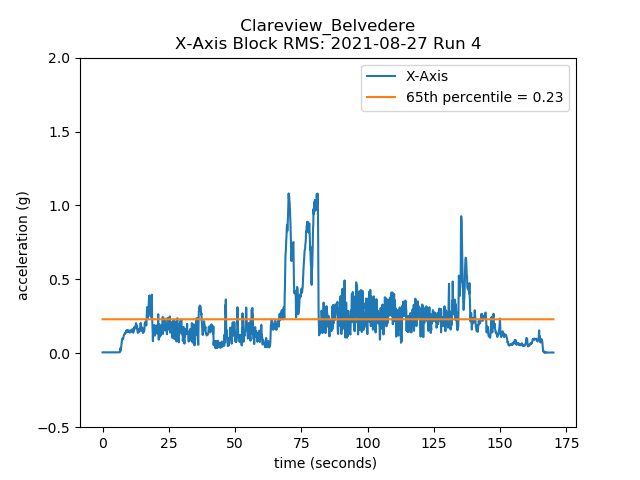 Clareview_Belvedere
X-Axis Block RMS: 2021-08-27 Run 4
X-Axis
65th percentile = 0.23
acceleration (g)
2.0
1.5
1.0
0.5
0.0
−0.5
0 25 50 75 100 125 150 175
time (seconds)